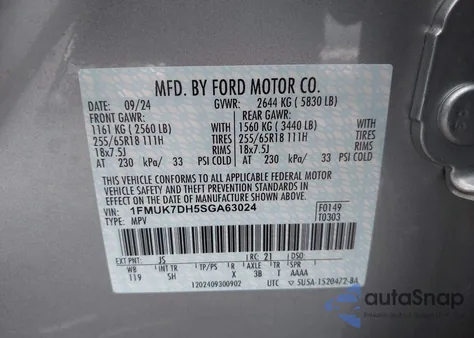 MFD. BY FORD MOTOR CO.
DATE: 09/24 GVWR: 2644 KG ( 5830 LB)
FRONT GAWR: REAR GAWR:
1161 KG ( 2560 LB) 1560 KG ( 3440 LB)
255/65R18 111H TIRES 255/65R18 111H TIRES
18x7.5J RIMS 18x7.5J RIMS
AT 230 kPa/ 33 PSI COLD AT 230 kPa/ 33 PSI COLD
THIS VEHICLE CONFORMS TO ALL APPLICABLE FEDERAL MOTOR
VEHICLE SAFETY AND BUMPER STANDARDS IN
EFFECT ON THE DATE OF MANUFACTURE SHOWN ABOVE.
VIN: 1FMUK7DH5SGA63024 F0149
TYPE: MPV T0303
EXT PNT: JS RC: 21
WB INT TR TP/PS R AXLE TR SPR
119 SH X 3B T AAAA
1202409300902 UTC 5U5A-1520472-BA
autoSnap